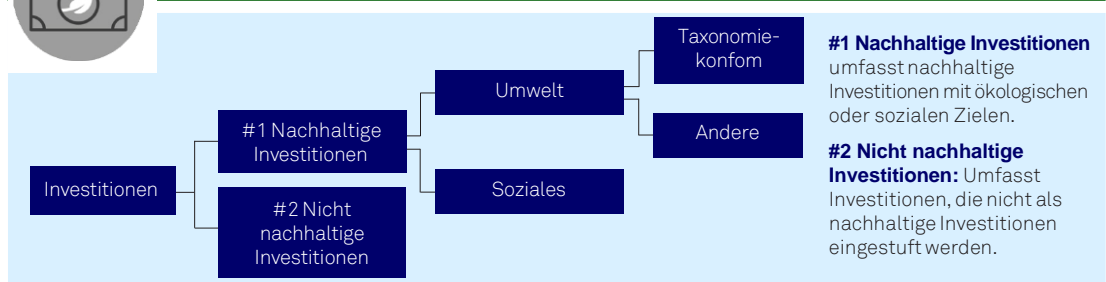 Taxonomie-
konfom
Umwelt
#1 Nachhaltige
Investitionen
Andere
Investitionen
Soziales
#2 Nicht
nachhaltige
Investitionen
#1 Nachhaltige Investitionen
umfasst nachhaltige
Investitionen mit ökologischen
oder sozialen Zielen.
#2 Nicht nachhaltige
Investitionen: Umfasst
Investitionen, die nicht als
nachhaltige Investitionen
eingestuft werden.